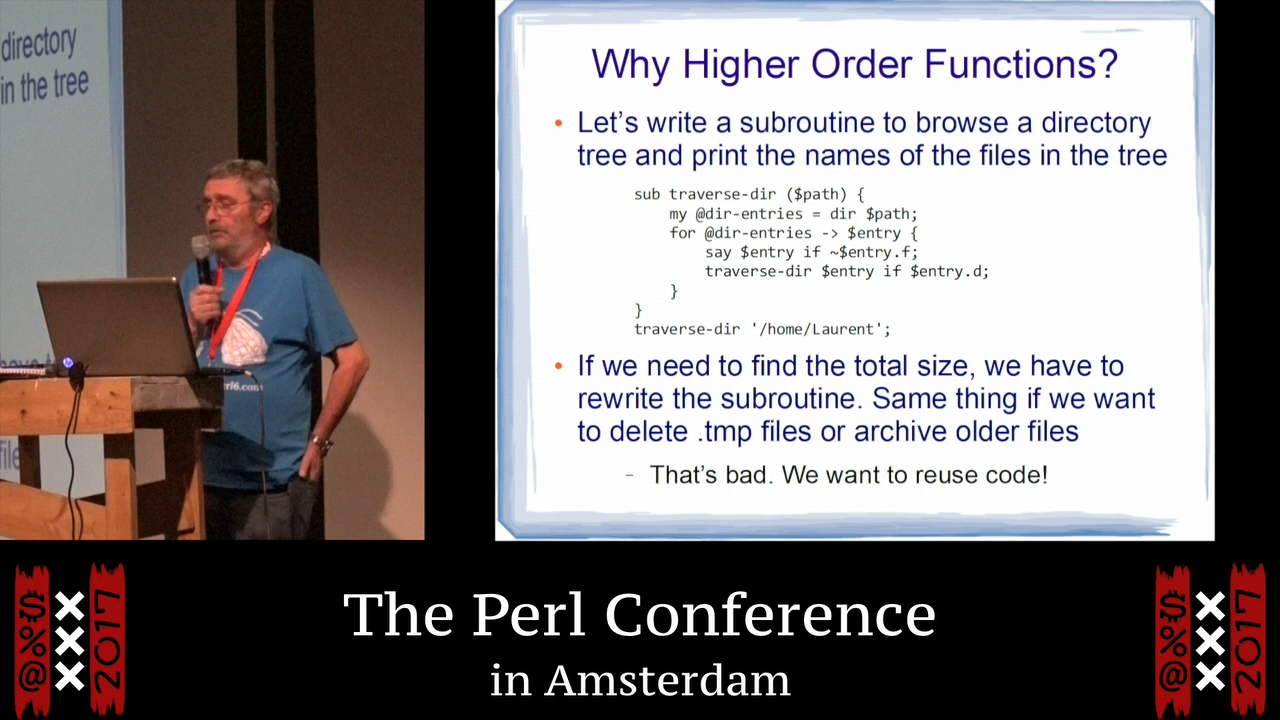 directory
in the tree
rl6.com
Why Higher Order Functions?
• Let's write a subroutine to browse a directory
tree and print the names of the files in the tree
sub traverse-dir ($path) {
    my @dir-entries = dir $path;
    for @dir-entries -> $entry {
        say $entry if ~$entry.f;
        traverse-dir $entry if $entry.d;
    }
}
traverse-dir '/home/Laurent';
• If we need to find the total size, we have to
rewrite the subroutine. Same thing if we want
to delete .tmp files or archive older files
– That's bad. We want to reuse code!
The Perl Conference
in Amsterdam
$%@
XXX
2017
$%@
XXX
2017